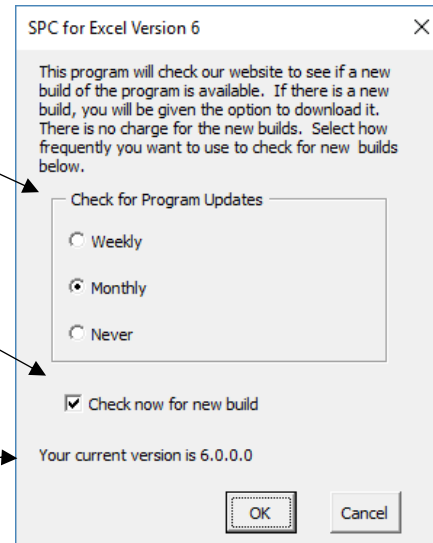 SPC for Excel Version 6
This program will check our website to see if a new
build of the program is available. If there is a new
build, you will be given the option to download it.
There is no charge for the new builds. Select how
frequently you want to use to check for new builds
below.
Check for Program Updates
Weekly
Monthly
Never
Check now for new build
Your current version is 6.0.0.0
OK
Cancel